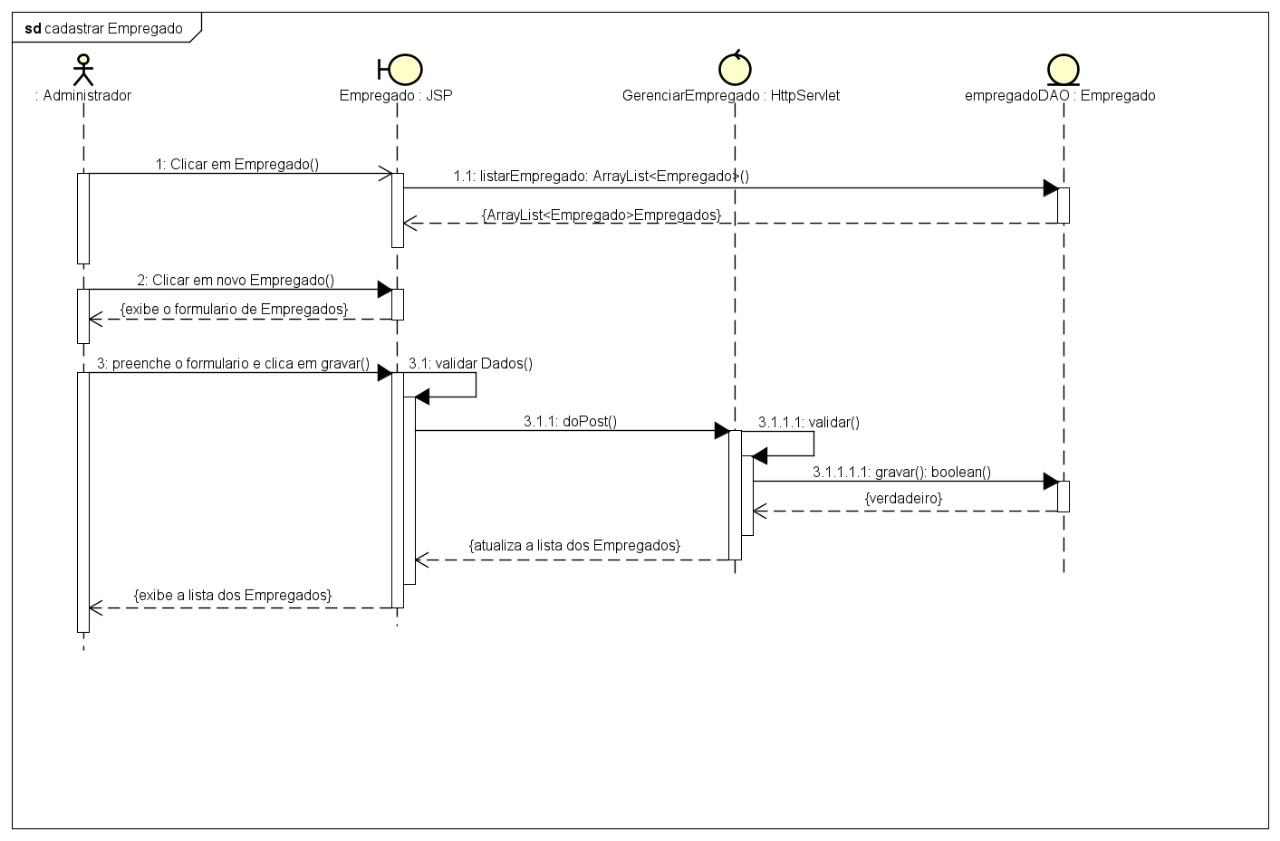 sd cadastrar Empregado
: Administrador
Empregado : JSP
GerenciarEmpregado : HttpServlet
empregadoDAO : Empregado
1: Clicar em Empregado()
1.1: listarEmpregado: ArrayList<Empregado>()
{ArrayList<Empregado>Empregados}
2: Clicar em novo Empregado()
{exibe o formulario de Empregados}
3: preenche o formulario e clica em gravar()
3.1: validar Dados()
3.1.1: doPost()
3.1.1.1: validar()
3.1.1.1.1: gravar(): boolean()
{verdadeiro}
{atualiza a lista dos Empregados}
{exibe a lista dos Empregados}